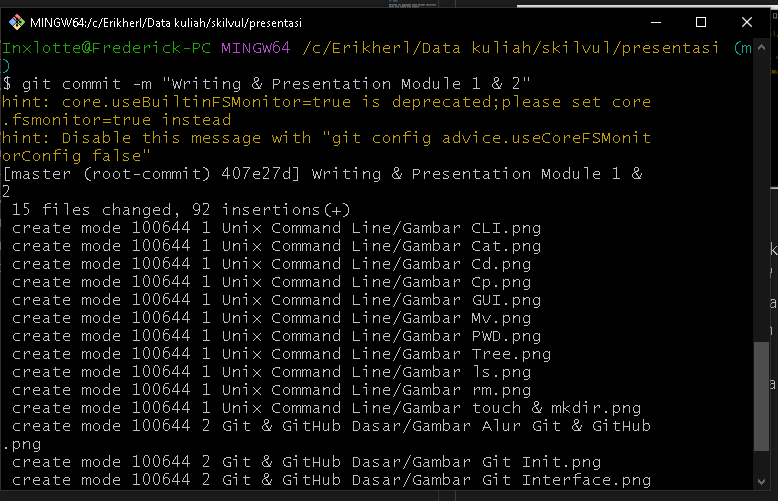 MINGW64:/c/Erikherl/Data kuliah/skilvul/presentasi
Inxlotte@Frederick-PC MINGW64 /c/Erikherl/Data kuliah/skilvul/presentasi (m
)
$ git commit -m "Writing & Presentation Module 1 & 2"
hint: core.useBuiltinFSMonitor=true is deprecated;please set core
.fsmonitor=true instead
hint: Disable this message with "git config advice.useCoreFSMonit
orConfig false"
[master (root-commit) 407e27d] Writing & Presentation Module 1 &
2
15 files changed, 92 insertions(+)
create mode 100644 1 Unix Command Line/Gambar CLI.png
create mode 100644 1 Unix Command Line/Gambar Cat.png
create mode 100644 1 Unix Command Line/Gambar Cd.png
create mode 100644 1 Unix Command Line/Gambar Cp.png
create mode 100644 1 Unix Command Line/Gambar GUI.png
create mode 100644 1 Unix Command Line/Gambar Mv.png
create mode 100644 1 Unix Command Line/Gambar PWD.png
create mode 100644 1 Unix Command Line/Gambar Tree.png
create mode 100644 1 Unix Command Line/Gambar ls.png
create mode 100644 1 Unix Command Line/Gambar rm.png
create mode 100644 1 Unix Command Line/Gambar touch & mkdir.png
create mode 100644 2 Git & GitHub Dasar/Gambar Alur Git & GitHub
.png
create mode 100644 2 Git & GitHub Dasar/Gambar Git Init.png
create mode 100644 2 Git & GitHub Dasar/Gambar Git Interface.png